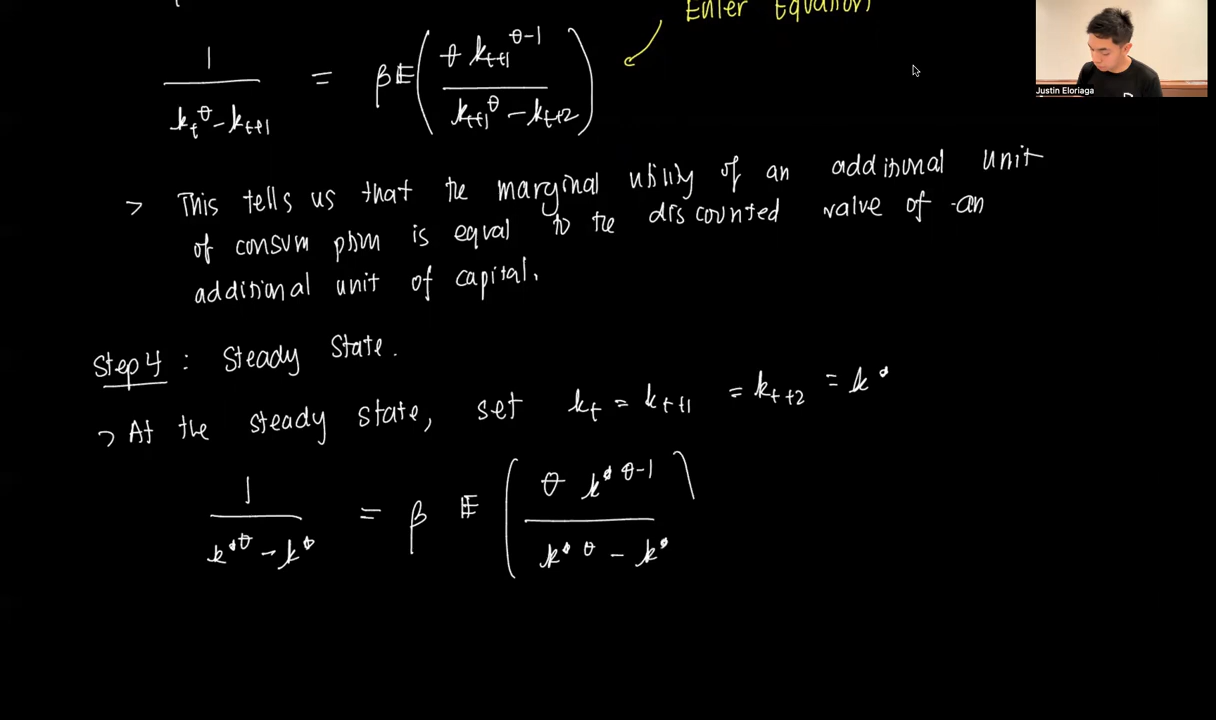 Euler Equation
1 / (k_t^θ - k_{t+1}) = β𝔼(θ k_{t+1}^{θ-1} / (k_{t+1}^θ - k_{t+2}))
Justin Eloriaga
> This tells us that the marginal utility of an additional unit
of consumption is equal to the discounted value of an
additional unit of capital.
Step 4 : Steady State.
> At the steady state, set k_t = k_{t+1} = k_{t+2} = k*
1 / (k*^θ - k*) = β 𝔼 (θ k*^{θ-1} / (k*^θ - k*)